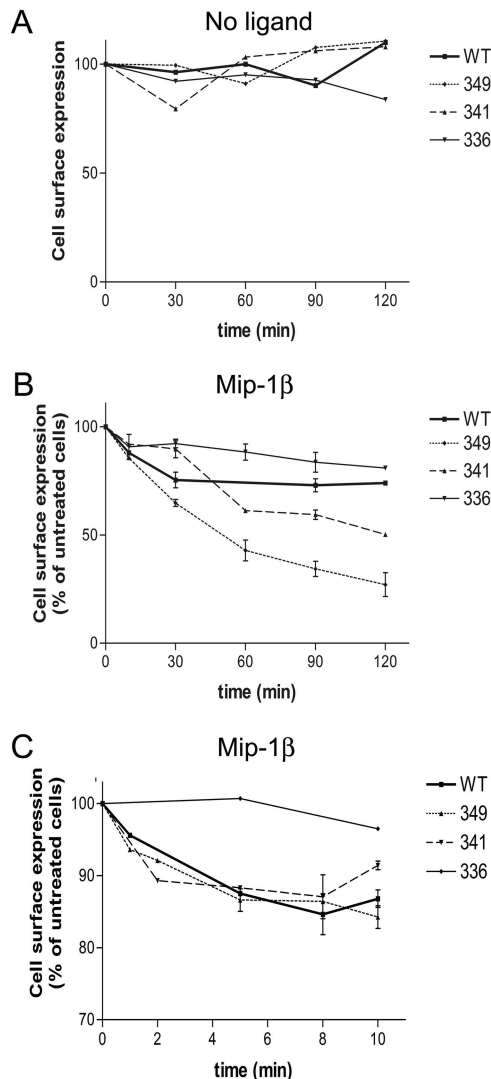 A
No ligand
Cell surface expression
100
50
0
0 30 60 90 120
time (min)
WT
349
341
336
B
Mip-1β
Cell surface expression
(% of untreated cells)
100
50
0
0 30 60 90 120
time (min)
WT
349
341
336
C
Mip-1β
Cell surface expression
(% of untreated cells)
100
90
80
70
0 2 4 6 8 10
time (min)
WT
349
341
336